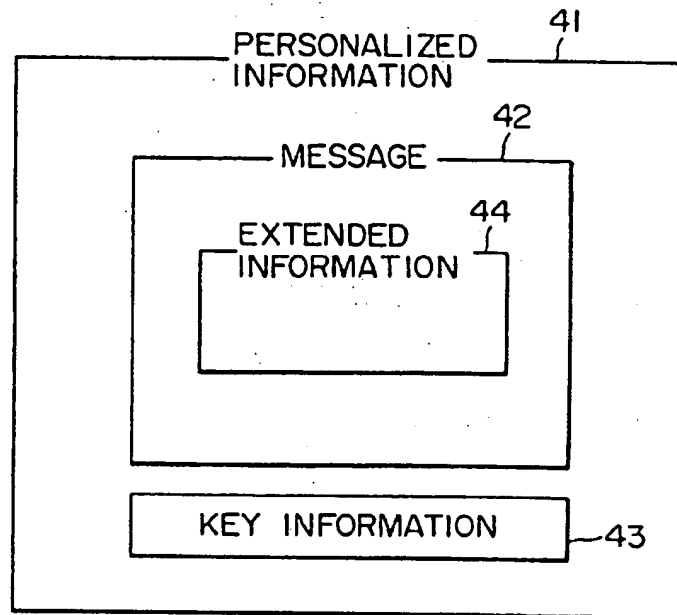 PERSONALIZED
INFORMATION
41
MESSAGE
42
EXTENDED
INFORMATION
44
KEY INFORMATION
43